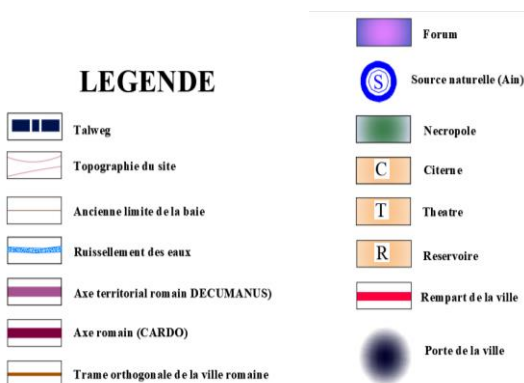 LEGENDE
Talweg
Topographie du site
Ancienne limite de la baie
Ruissellement des eaux
Axe territorial romain DECUMANUS)
Axe romain (CARDO)
Trame orthogonale de la ville romaine
Forum
S Source naturelle (Ain)
Necropole
C Citerne
T Theatre
R Reservoire
Rempart de la ville
Porte de la ville